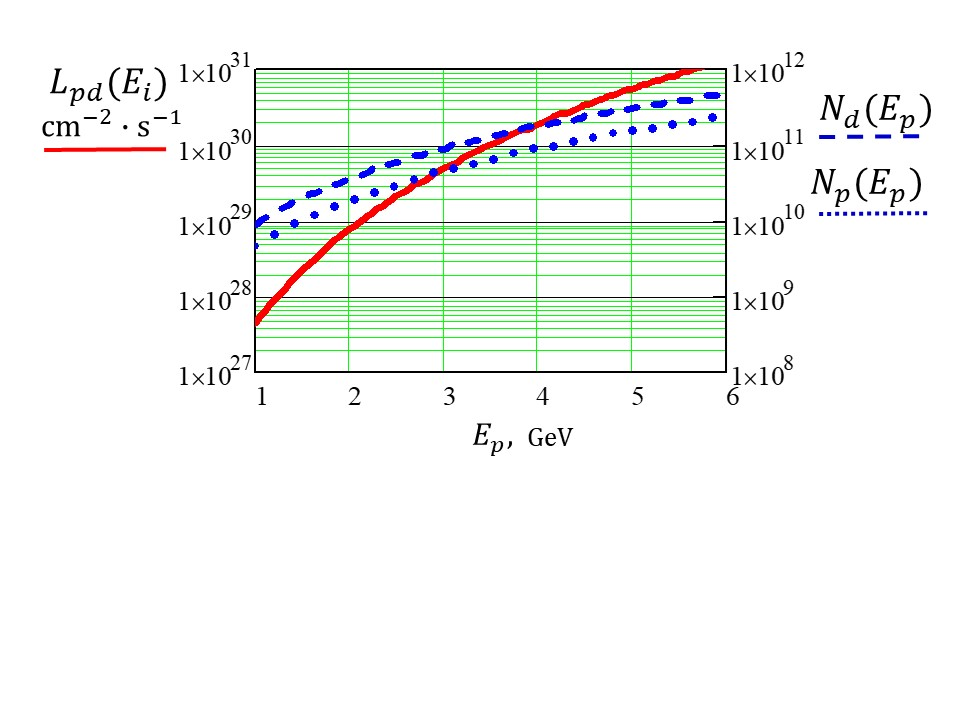 L_{pd}(E_i)
cm^{−2} · s^{−1}
1×10^{31}
1×10^{30}
1×10^{29}
1×10^{28}
1×10^{27}
1×10^{12}
1×10^{11}
1×10^{10}
1×10^{9}
1×10^{8}
N_d(E_p)
N_p(E_p)
1 2 3 4 5 6
E_p, GeV